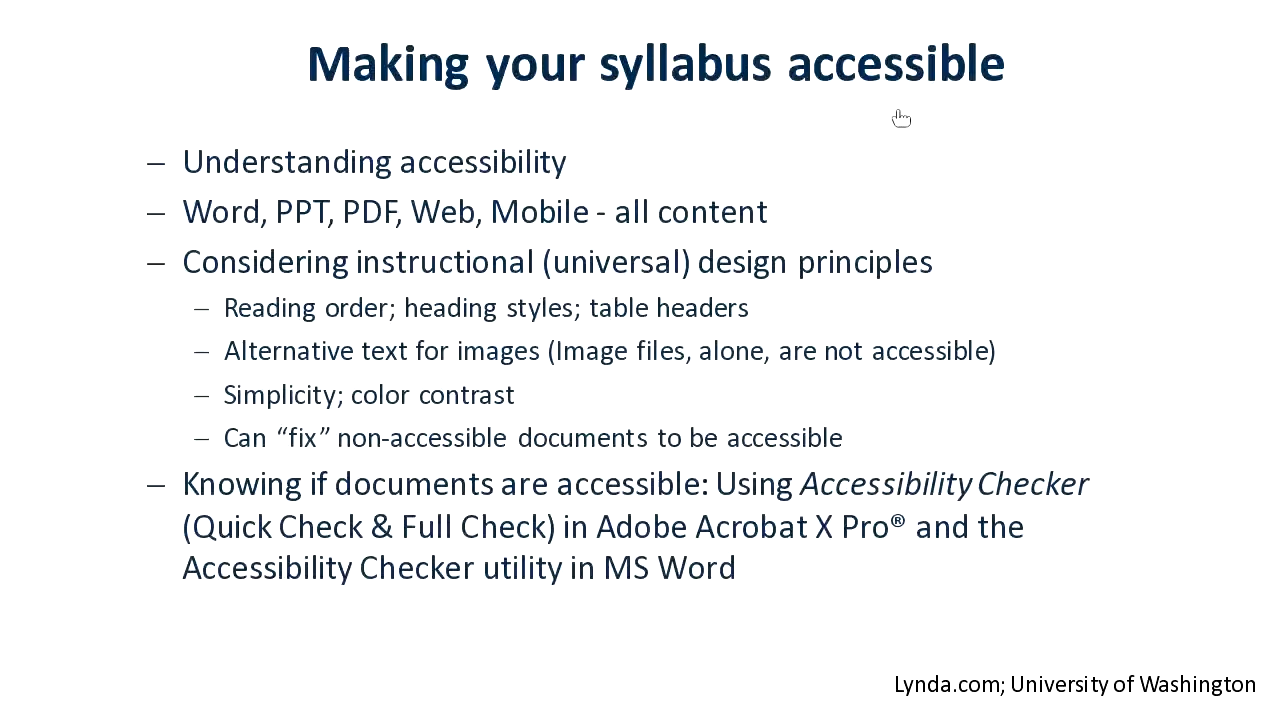 Making your syllabus accessible
– Understanding accessibility
– Word, PPT, PDF, Web, Mobile - all content
– Considering instructional (universal) design principles
– Reading order; heading styles; table headers
– Alternative text for images (Image files, alone, are not accessible)
– Simplicity; color contrast
– Can “fix” non-accessible documents to be accessible
– Knowing if documents are accessible: Using Accessibility Checker
(Quick Check & Full Check) in Adobe Acrobat X Pro® and the
Accessibility Checker utility in MS Word
Lynda.com; University of Washington